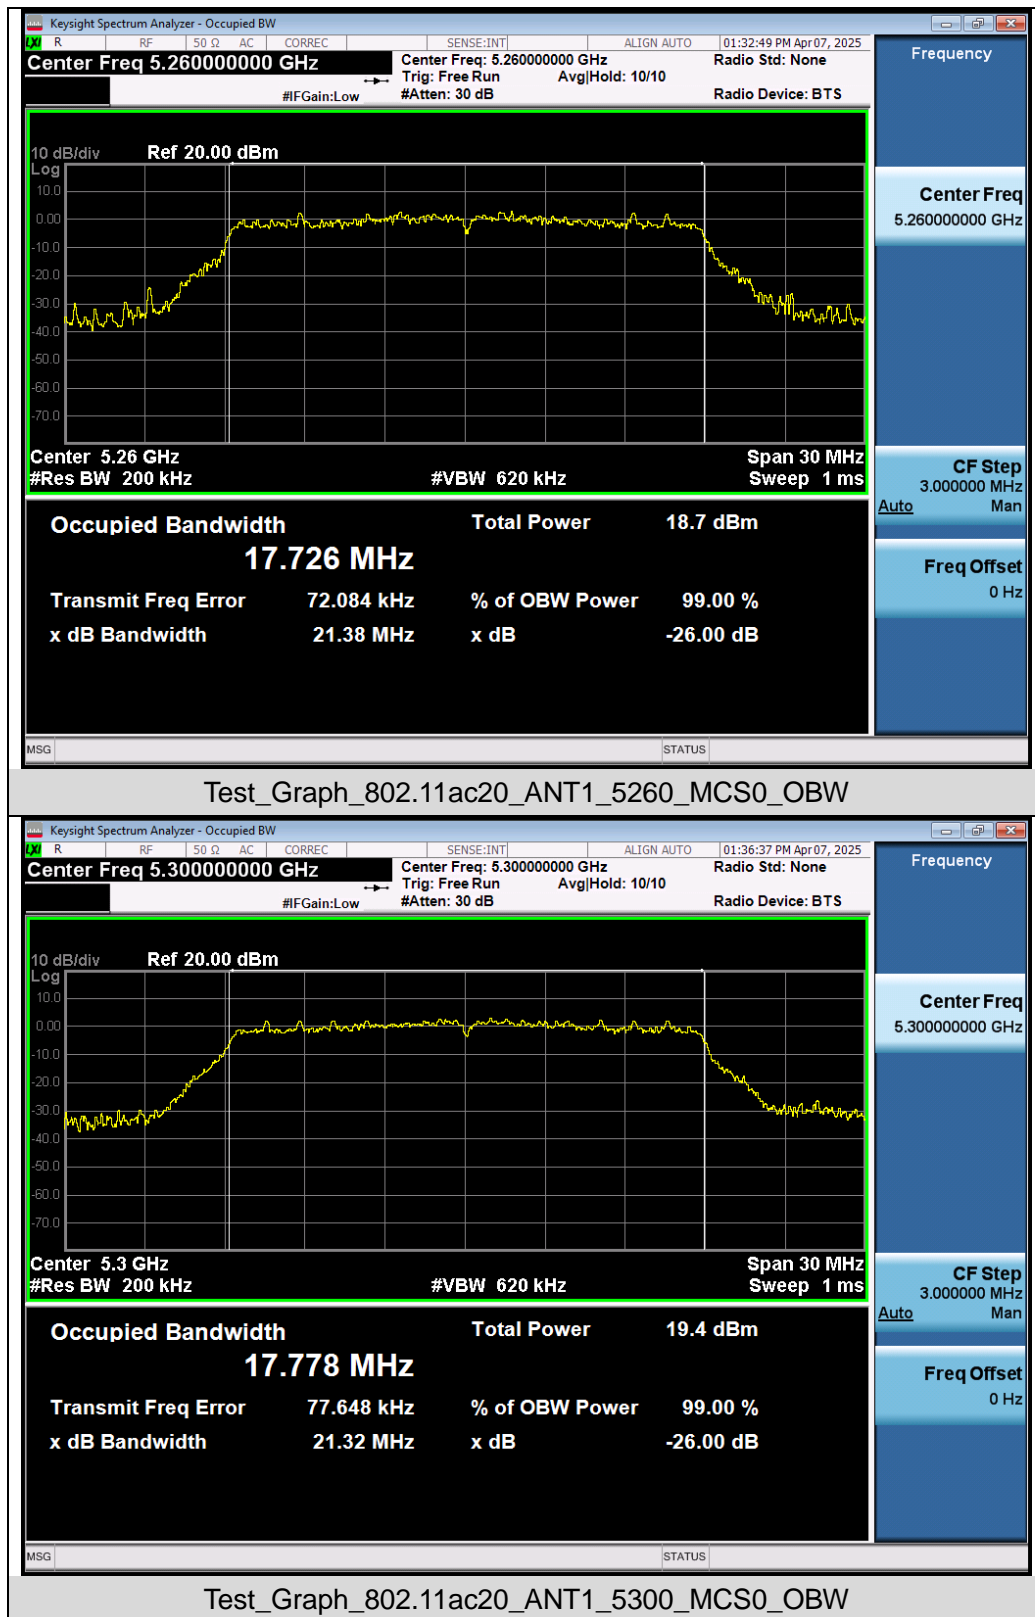 Keysight Spectrum Analyzer - Occupied BW
LXI R RF 50 Ω AC CORREC SENSE:INT ALIGN AUTO 01:32:49 PM Apr 07, 2025
Center Freq 5.260000000 GHz
Center Freq: 5.260000000 GHz
Radio Std: None
Trig: Free Run Avg|Hold: 10/10
#IFGain:Low
#Atten: 30 dB
Radio Device: BTS
Frequency
10 dB/div Ref 20.00 dBm
Log
10.0
0.00
-10.0
-20.0
-30.0
-40.0
-50.0
-60.0
-70.0
Center Freq
5.260000000 GHz
Center 5.26 GHz Span 30 MHz
#Res BW 200 kHz #VBW 620 kHz Sweep 1 ms
CF Step
3.000000 MHz
Auto Man
Occupied Bandwidth Total Power 18.7 dBm
17.726 MHz
Transmit Freq Error 72.084 kHz % of OBW Power 99.00 %
x dB Bandwidth 21.38 MHz x dB -26.00 dB
Freq Offset
0 Hz
MSG STATUS
Test_Graph_802.11ac20_ANT1_5260_MCS0_OBW
Keysight Spectrum Analyzer - Occupied BW
LXI R RF 50 Ω AC CORREC SENSE:INT ALIGN AUTO 01:36:37 PM Apr 07, 2025
Center Freq 5.300000000 GHz
Center Freq: 5.300000000 GHz
Radio Std: None
Trig: Free Run Avg|Hold: 10/10
#IFGain:Low
#Atten: 30 dB
Radio Device: BTS
Frequency
10 dB/div Ref 20.00 dBm
Log
10.0
0.00
-10.0
-20.0
-30.0
-40.0
-50.0
-60.0
-70.0
Center Freq
5.300000000 GHz
Center 5.3 GHz Span 30 MHz
#Res BW 200 kHz #VBW 620 kHz Sweep 1 ms
CF Step
3.000000 MHz
Auto Man
Occupied Bandwidth Total Power 19.4 dBm
17.778 MHz
Transmit Freq Error 77.648 kHz % of OBW Power 99.00 %
x dB Bandwidth 21.32 MHz x dB -26.00 dB
Freq Offset
0 Hz
MSG STATUS
Test_Graph_802.11ac20_ANT1_5300_MCS0_OBW